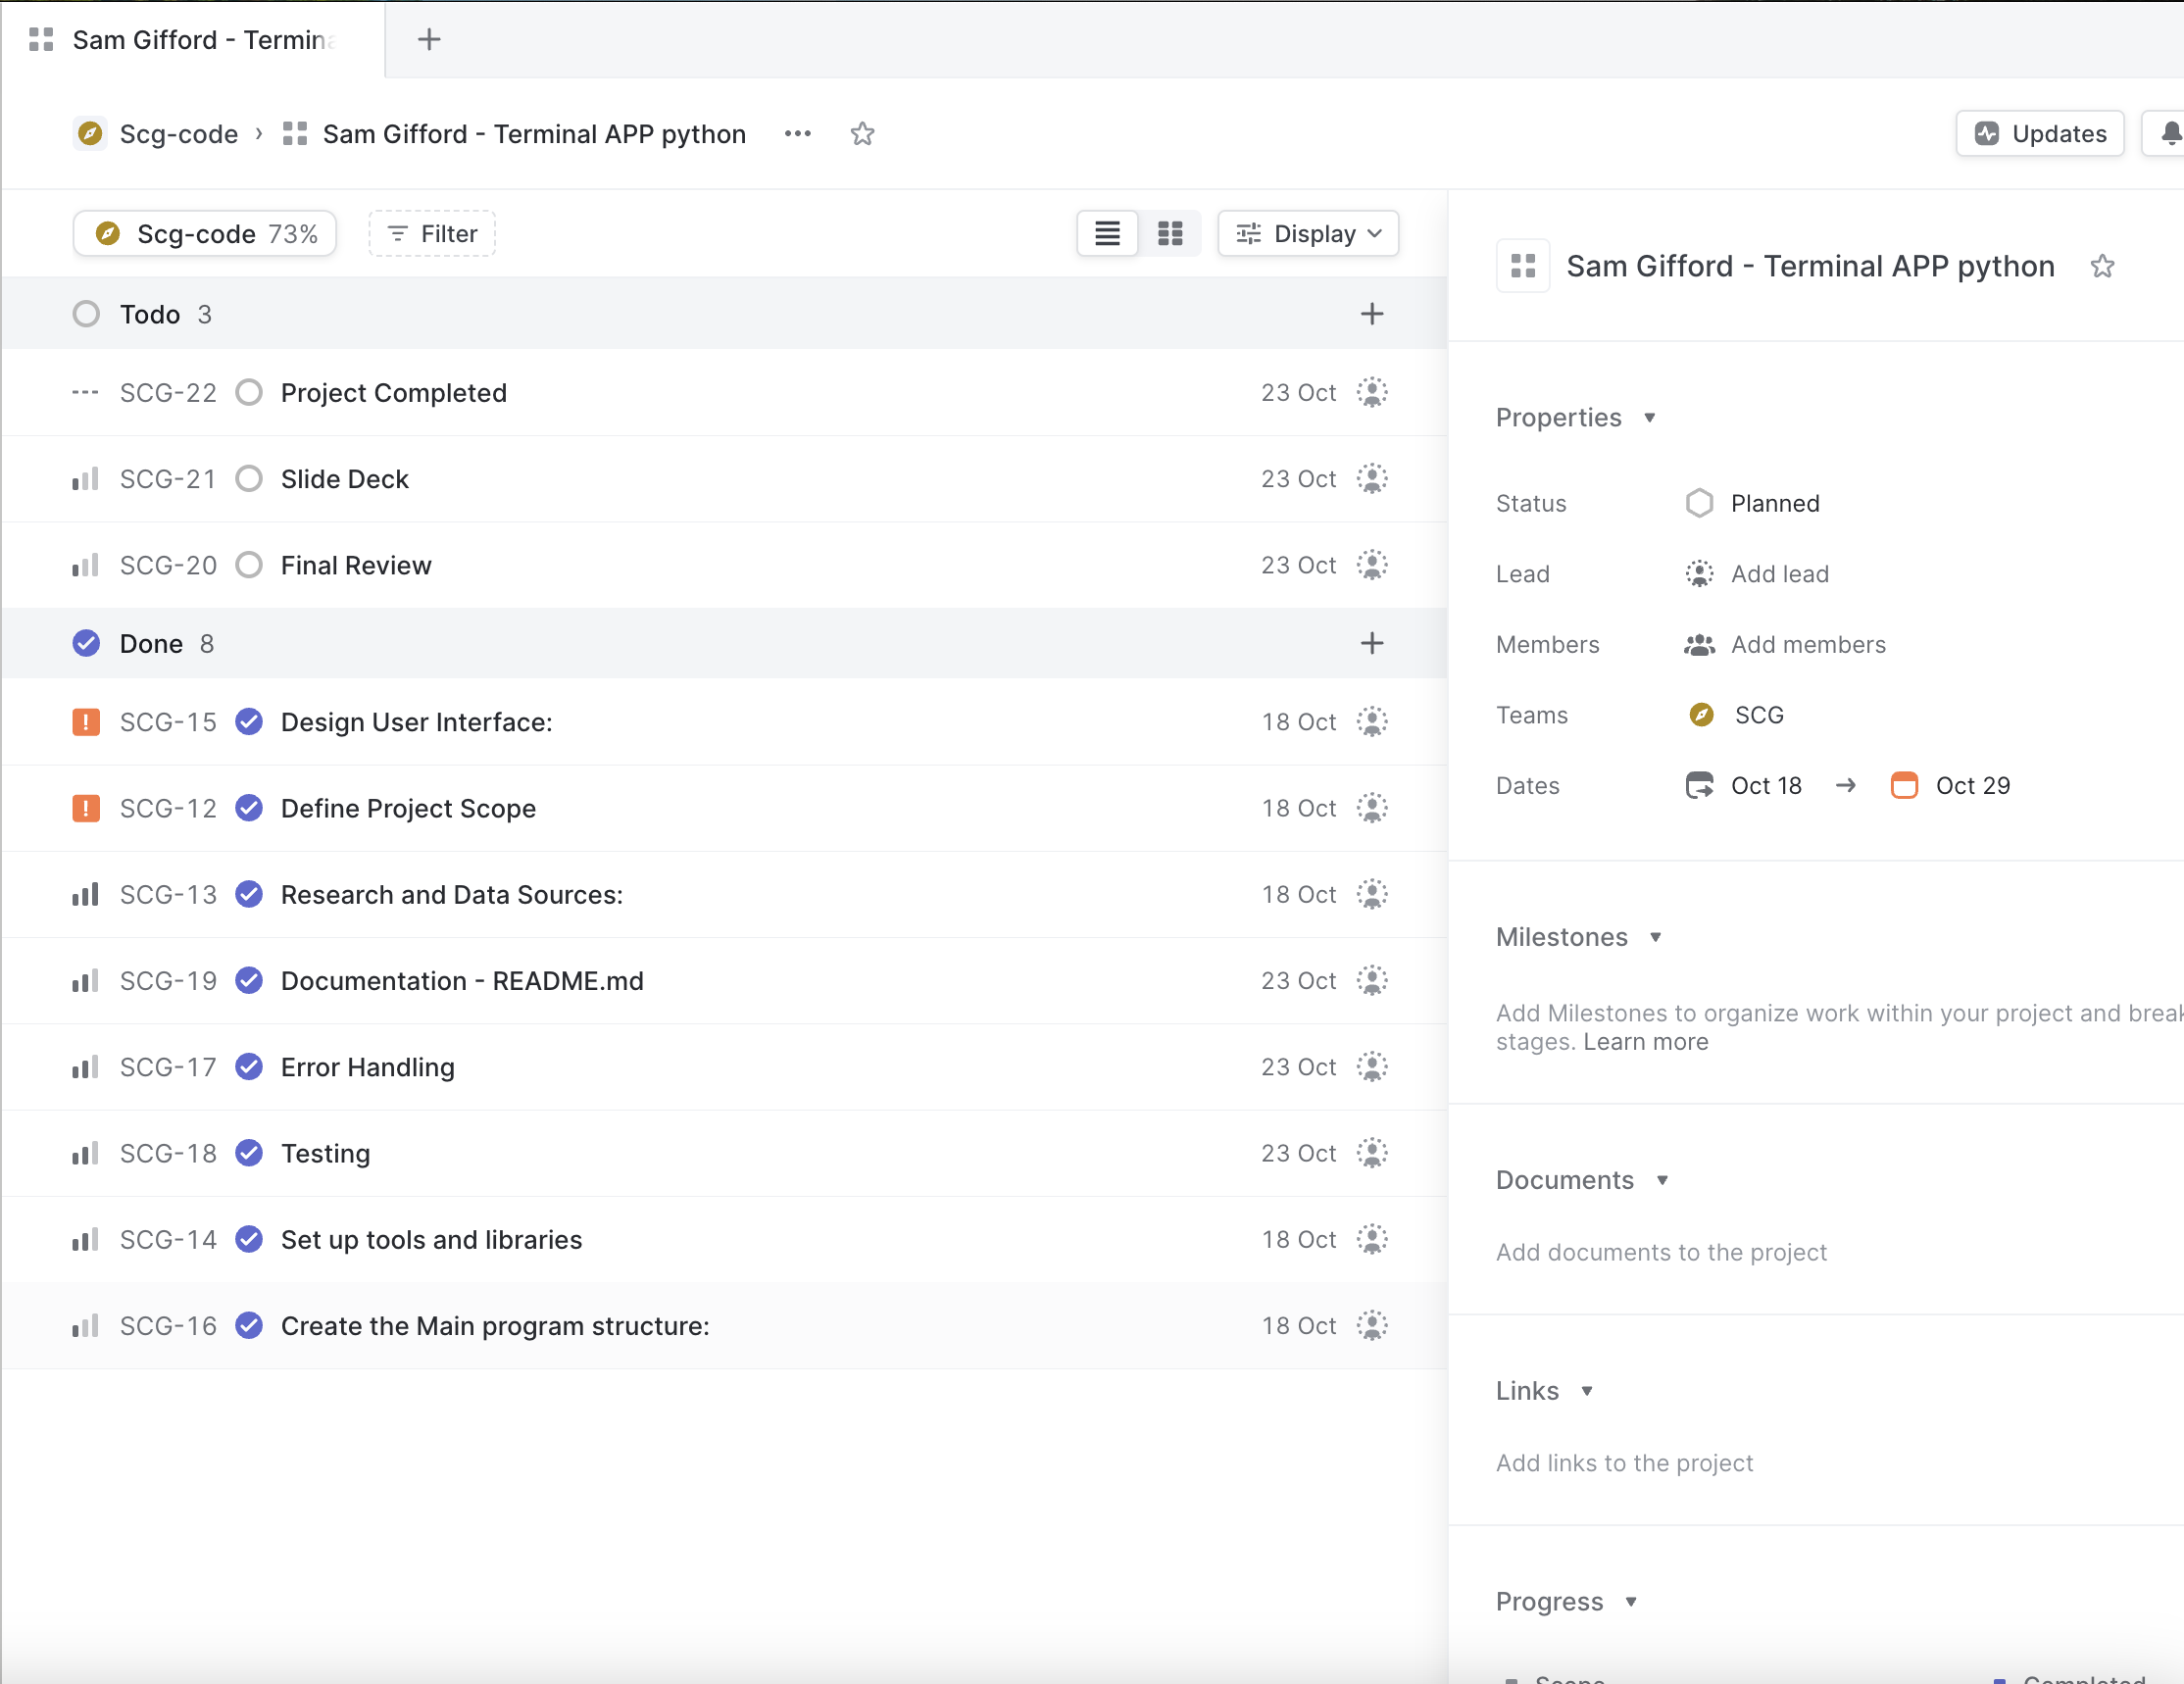 Sam Gifford - Termina
Scg-code › Sam Gifford - Terminal APP python
Updates
Scg-code 73%
Filter
Display
Todo 3
SCG-22 Project Completed 23 Oct
SCG-21 Slide Deck 23 Oct
SCG-20 Final Review 23 Oct
Done 8
SCG-15 Design User Interface: 18 Oct
SCG-12 Define Project Scope 18 Oct
SCG-13 Research and Data Sources: 18 Oct
SCG-19 Documentation - README.md 23 Oct
SCG-17 Error Handling 23 Oct
SCG-18 Testing 23 Oct
SCG-14 Set up tools and libraries 18 Oct
SCG-16 Create the Main program structure: 18 Oct
Sam Gifford - Terminal APP python
Properties
Status Planned
Lead Add lead
Members Add members
Teams SCG
Dates Oct 18 → Oct 29
Milestones
Add Milestones to organize work within your project and break
stages. Learn more
Documents
Add documents to the project
Links
Add links to the project
Progress
Scope Completed